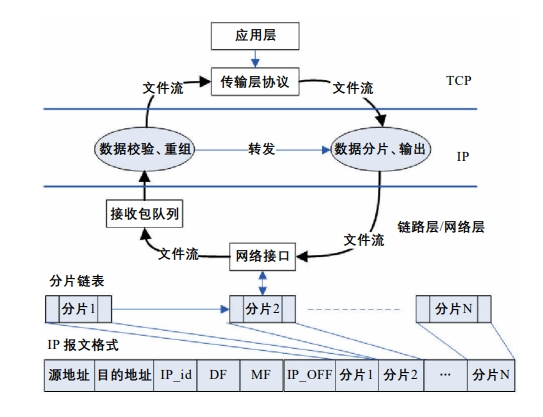 应用层
文件流
传输层协议
文件流
TCP
数据校验、重组
转发
数据分片、输出
IP
接收包队列
链路层/网络层
文件流
网络接口
文件流
分片链表
分片1
分片2
分片N
IP 报文格式
源地址 目的地址 IP_id DF MF IP_OFF 分片1 分片2 … 分片N